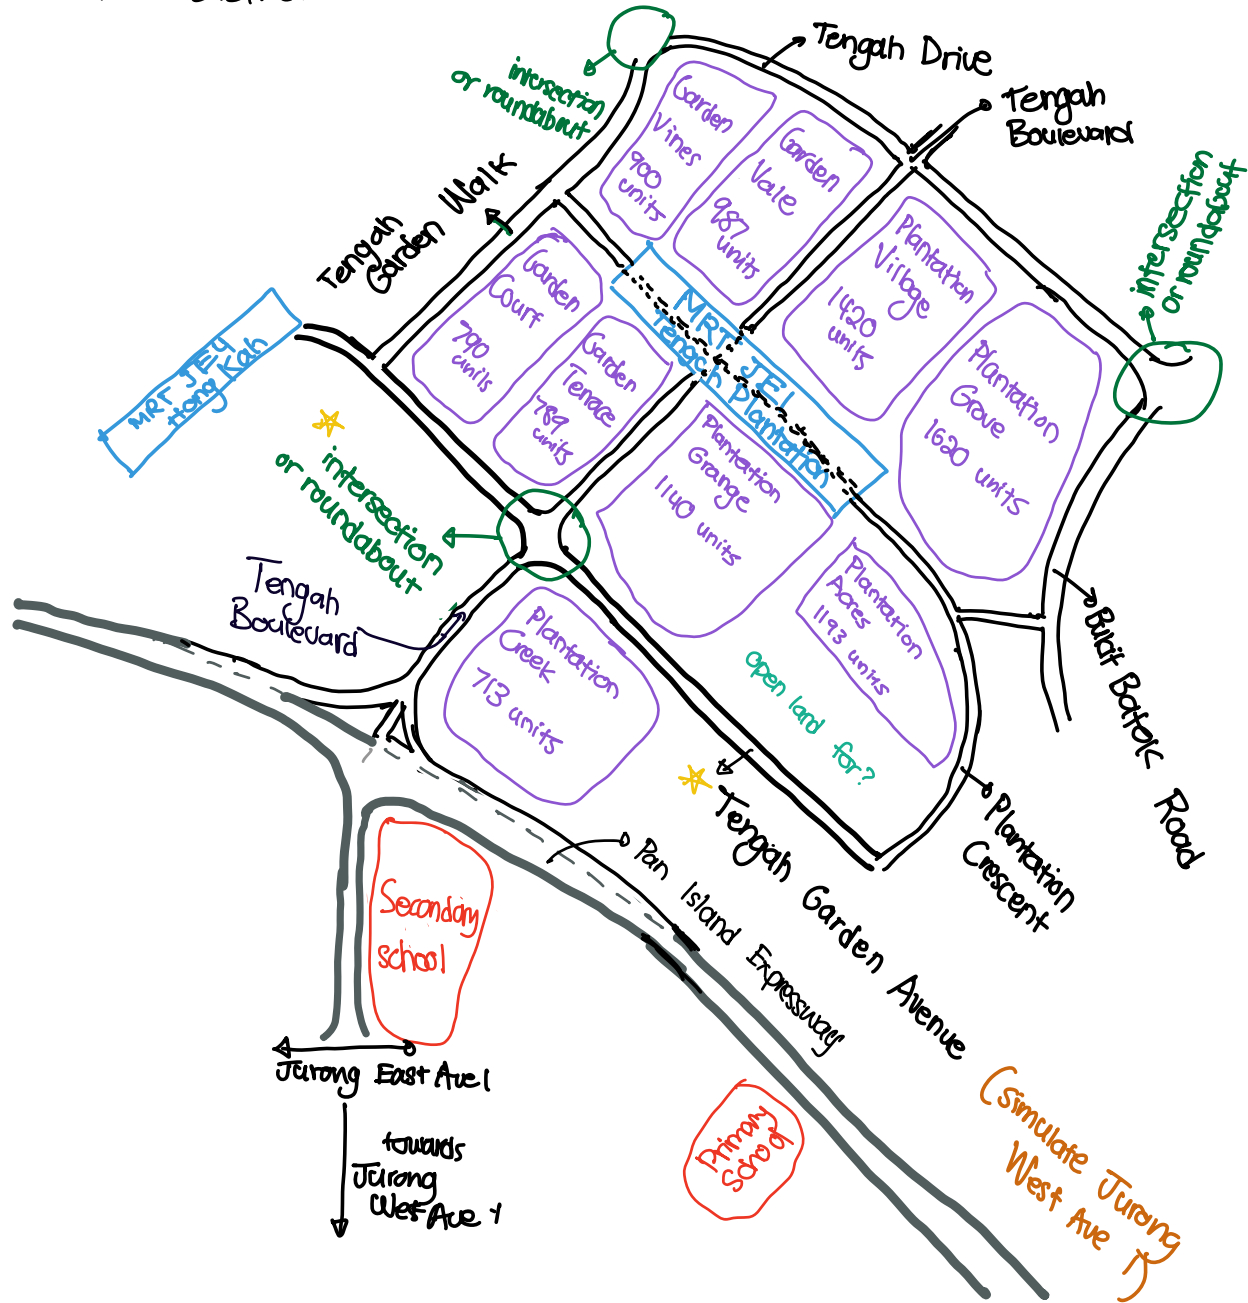 Tengah Drive
intersection
or roundabout
Tengah
Boulevard
Garden
Vines
900
units
Garden
Vale
987
units
intersection
or roundabout
Tengah
Garden Walk
Plantation
Village
1420
units
Garden
Court
790
units
MRT JE1
Tengah Plantation
MRT JE4
Hong Kah
Garden
Terrace
789
units
Plantation
Grove
1620 units
Plantation
Grange
1140 units
intersection
or roundabout
Tengah
Boulevard
Plantation
Acres
1193 units
Plantation
Creek
713 units
open land for?
Bukit Batok Road
Plantation
Crescent
Tengah Garden Avenue
(simulate Jurong
West Ave 1)
Pan Island Expressway
Secondary
school
Jurong East Ave 1
towards
Jurong
West Ave 1
Primary
School